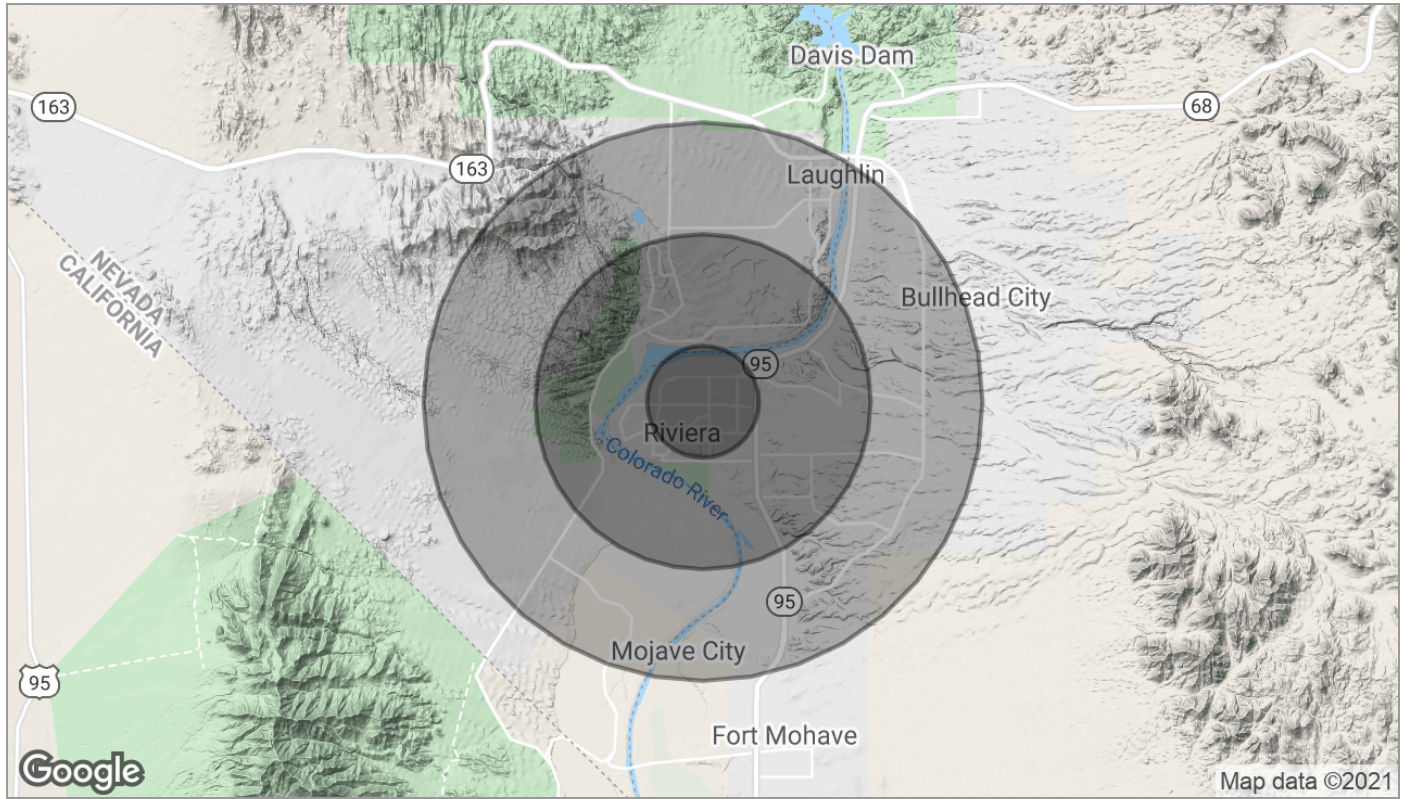 Davis Dam
163
68
163
Laughlin
NEVADA
CALIFORNIA
Bullhead City
95
Riviera
Colorado River
95
Mojave City
95
Fort Mohave
Google
Map data ©2021